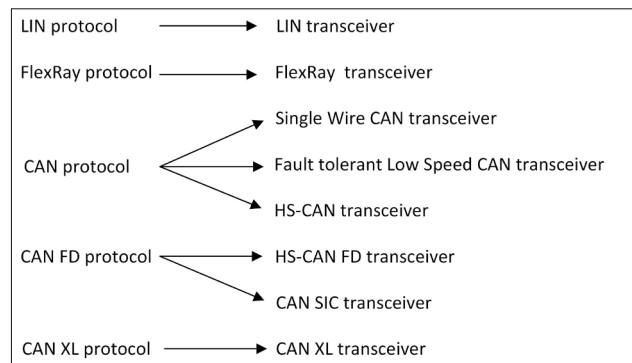 LIN protocol LIN transceiver
FlexRay protocol FlexRay transceiver
Single Wire CAN transceiver
CAN protocol Fault tolerant Low Speed CAN transceiver
HS-CAN transceiver
CAN FD protocol HS-CAN FD transceiver
CAN SIC transceiver
CAN XL protocol CAN XL transceiver